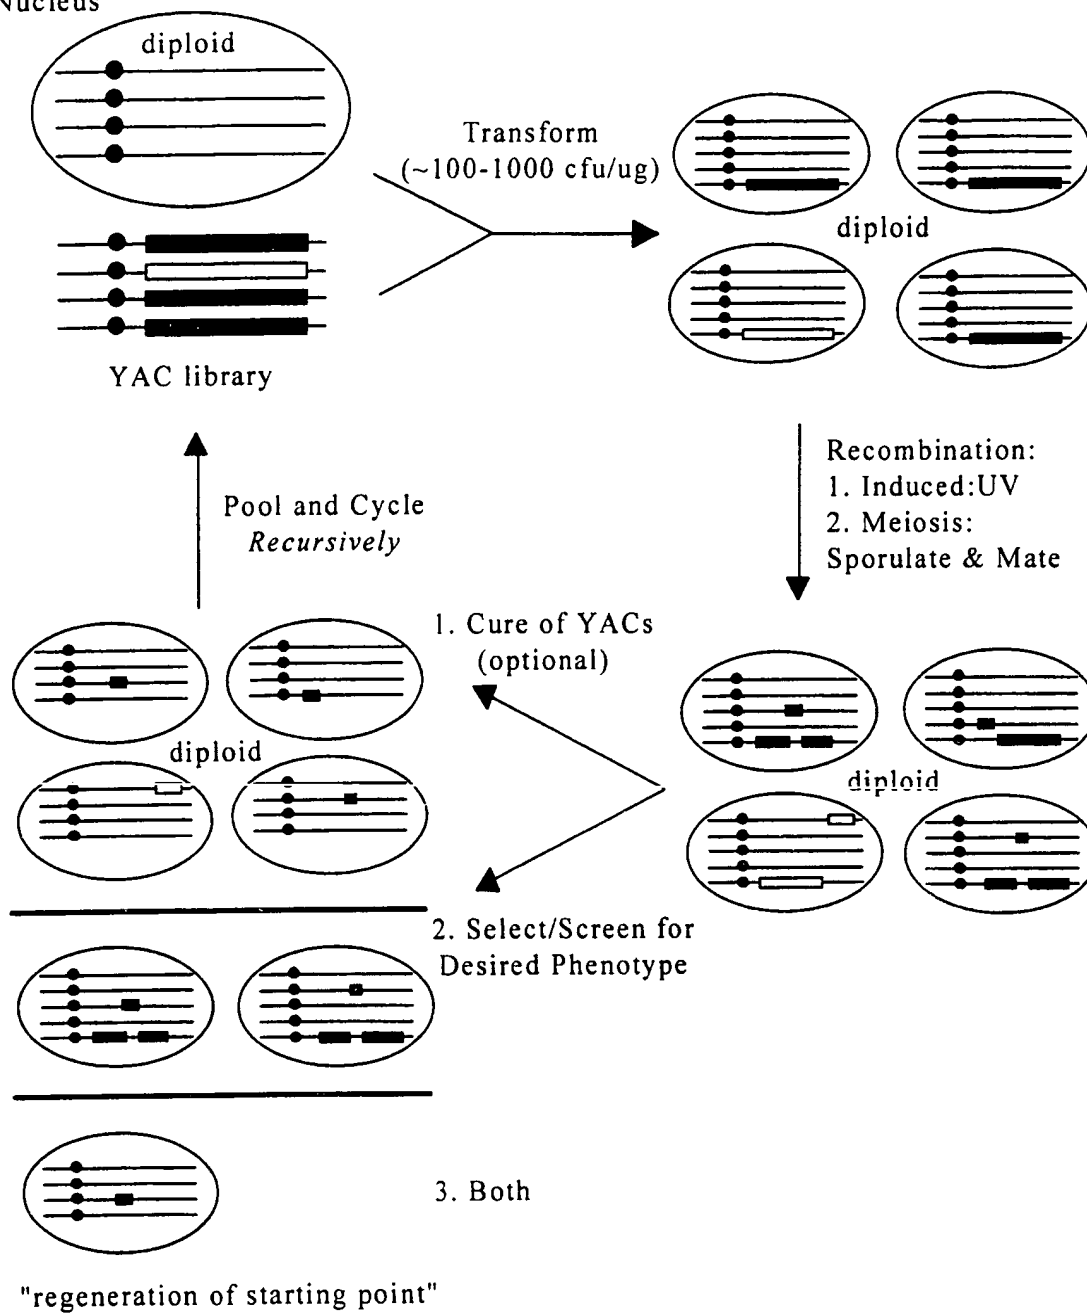 Nucleus
diploid
Transform
(~100-1000 cfu/ug)
diploid
YAC library
Recombination:
1. Induced:UV
2. Meiosis:
Sporulate & Mate
Pool and Cycle
Recursively
1. Cure of YACs
(optional)
diploid
diploid
2. Select/Screen for
Desired Phenotype
3. Both
"regeneration of starting point"